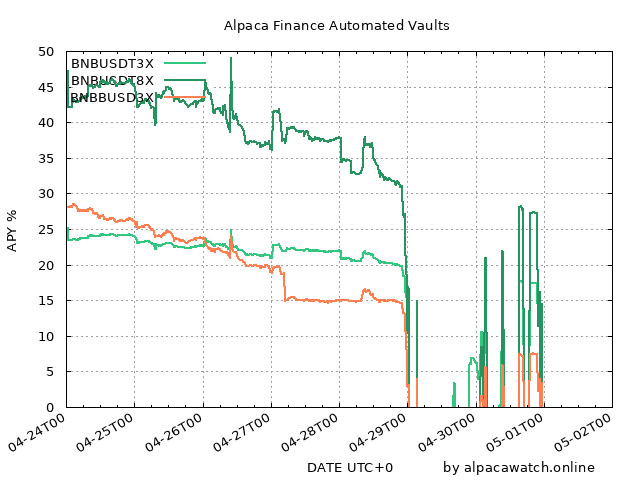 Alpaca Finance Automated Vaults
BNBUSDT3X
BNBUSDT8X
BNBBUSD3X
APY %
50
45
40
35
30
25
20
15
10
5
0
04-24T00
04-25T00
04-26T00
04-27T00
04-28T00
04-29T00
04-30T00
05-01T00
05-02T00
DATE UTC+0
by alpacawatch.online